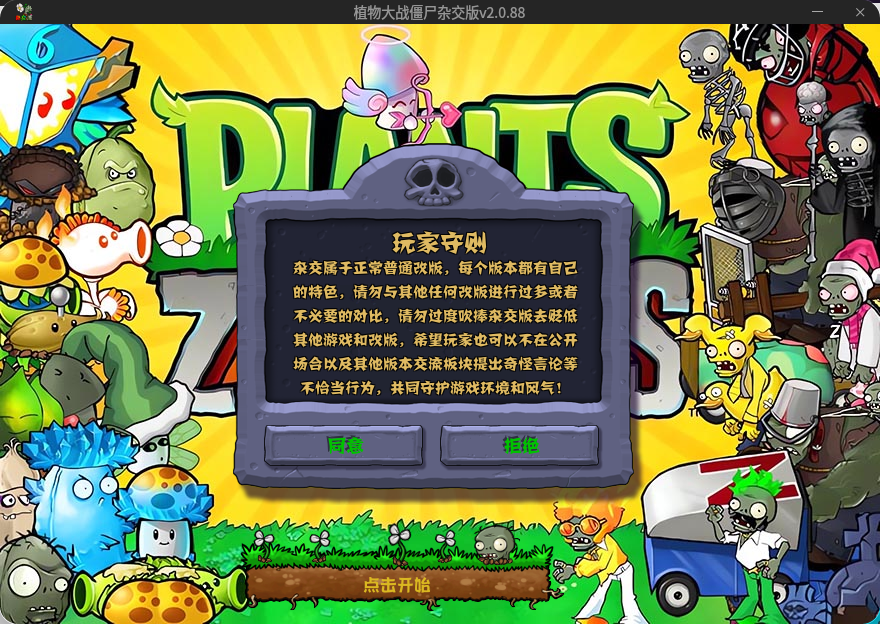 植物大战僵尸杂交版v2.0.88
PLANTS
玩家守则
杂交属于正常普通改版，每个版本都有自己
的特色，请勿与其他任何改版进行过多或者
不必要的对比，请勿过度吹捧杂交版去贬低
其他游戏和改版，希望玩家也可以不在公开
场合以及其他版本交流板块提出奇怪言论等
不恰当行为，共同守护游戏环境和风气！
同意
拒绝
点击开始